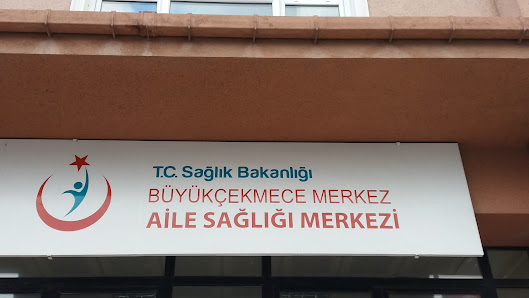 T.C. Sağlık Bakanlığı
BÜYÜKÇEKMECE MERKEZ
AİLE SAĞLIĞI MERKEZİ